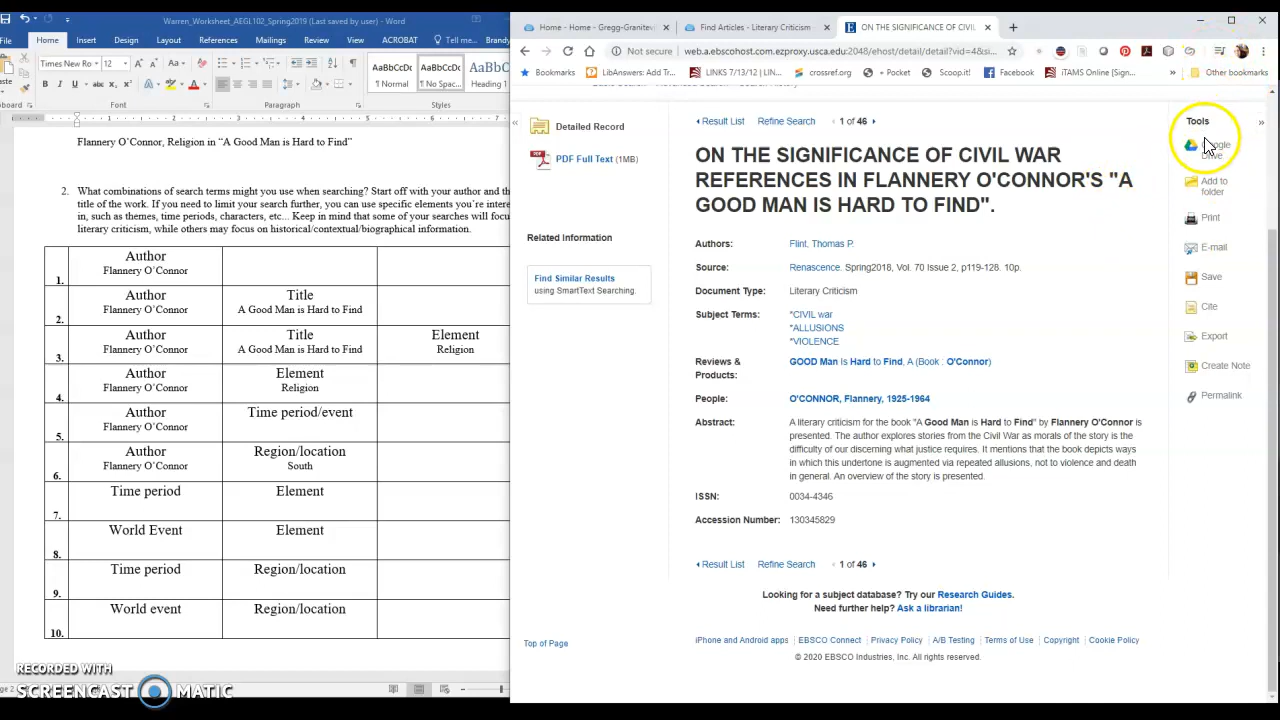 Warren_Worksheet_AEGL102_Spring2019 (Last saved by user) - Word
Home Insert Design Layout References Mailings
Times New Ro 12
AaBbCcDc AaBbCcDc AaBbC
¶ Normal ¶ No Spac... Heading 1
Font Paragraph Styles
Flannery O'Connor, Religion in "A Good Man is Hard to Find"
2. What combinations of search terms might you use when searching? Start off with your author and th
title of the work. If you need to limit your search further, you can use specific elements you're intere
in, such as themes, time periods, characters, etc... Keep in mind that some of your searches will focu
literary criticism, while others may focus on historical/contextual/biographical information.
1. Author
Flannery O'Connor
2. Author Title
Flannery O'Connor A Good Man is Hard to Find
3. Author Title Element
Flannery O'Connor A Good Man is Hard to Find Religion
4. Author Element
Flannery O'Connor Religion
5. Author Time period/event
Flannery O'Connor
6. Author Region/location
Flannery O'Connor South
7. Time period Element
8. World Event Element
9. Time period Region/location
10. World event Region/location
RECORDED WITH
SCREENCAST MATIC
Home - Home - Gregg-Granitev
Find Articles - Literary Criticism
ON THE SIGNIFICANCE OF CIVIL
Not secure web.a.ebscohost.com.ezproxy.usca.edu:2048/ehost/detail/detail?vid=4&si...
Bookmarks LibAnswers: Add Tr... LINKS 7/13/12 | LIN... crossref.org + Pocket Scoop.it! Facebook iTAMS Online (Sign... » Other bookmarks
Result List Refine Search 1 of 46
Detailed Record
PDF Full Text (1MB)
Related Information
Find Similar Results
using SmartText Searching.
ON THE SIGNIFICANCE OF CIVIL WAR
REFERENCES IN FLANNERY O'CONNOR'S "A
GOOD MAN IS HARD TO FIND".
Authors: Flint, Thomas P.
Source: Renascence. Spring2018, Vol. 70 Issue 2, p119-128. 10p.
Document Type: Literary Criticism
Subject Terms: *CIVIL war
*ALLUSIONS
*VIOLENCE
Reviews & Products: GOOD Man Is Hard to Find, A (Book : O'Connor)
People: O'CONNOR, Flannery, 1925-1964
Abstract: A literary criticism for the book "A Good Man is Hard to Find" by Flannery O'Connor is
presented. The author explores stories from the Civil War as morals of the story is the
difficulty of our discerning what justice requires. It mentions that the book depicts ways
in which this undertone is augmented via repeated allusions, not to violence and death
in general. An overview of the story is presented.
ISSN: 0034-4346
Accession Number: 130345829
Result List Refine Search 1 of 46
Looking for a subject database? Try our Research Guides.
Need further help? Ask a librarian!
Top of Page
iPhone and Android apps | EBSCO Connect | Privacy Policy | A/B Testing | Terms of Use | Copyright | Cookie Policy
© 2020 EBSCO Industries, Inc. All rights reserved.
Tools
Google
Drive
Add to
folder
Print
E-mail
Save
Cite
Export
Create Note
Permalink